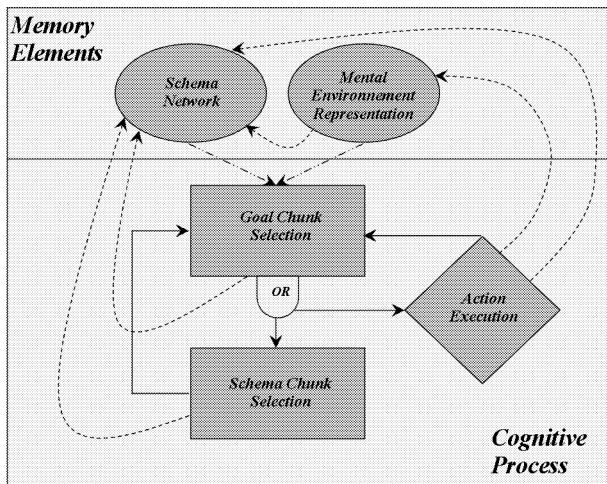 Memory
Elements
Schema
Network
Mental
Environnement
Representation
Goal Chunk
Selection
OR
Action
Execution
Schema Chunk
Selection
Cognitive
Process